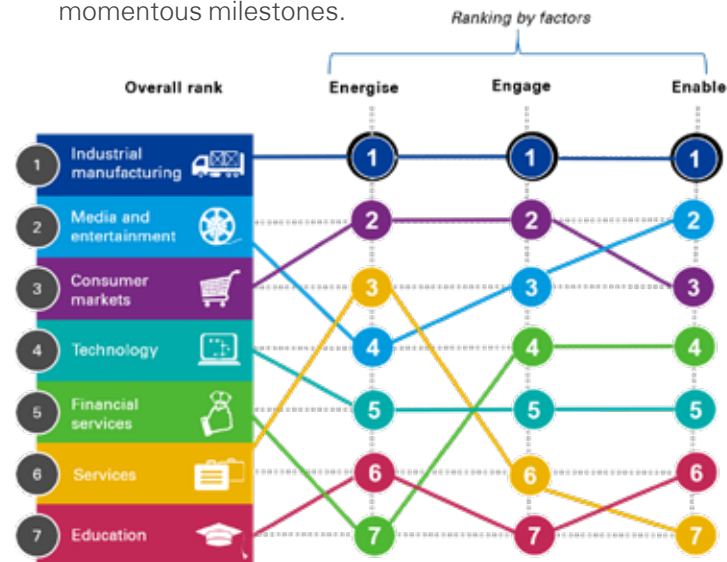 momentous milestones.
Ranking by factors
Overall rank Energise Engage Enable
1 Industrial manufacturing 1 1 1
2 Media and entertainment 2 2 2
3 Consumer markets 3 3 3
4 Technology 4 4 4
5 Financial services 5 5 5
6 Services 6 6 6
7 Education 7 7 7